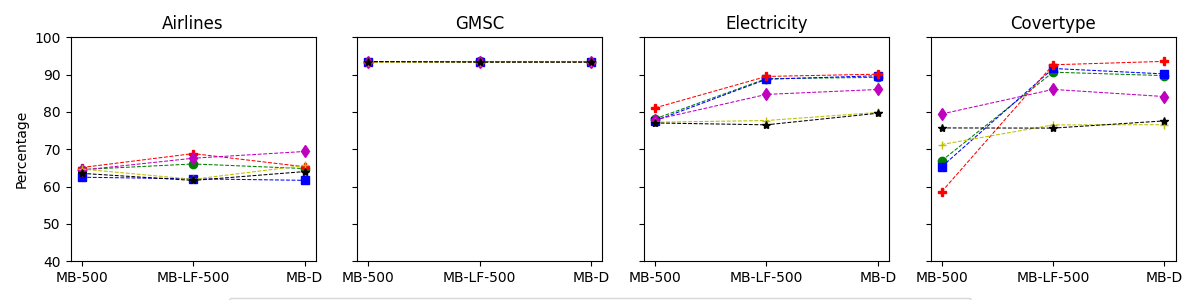 Airlines
GMSC
Electricity
Covertype
Percentage
100
90
80
70
60
50
40
MB-500 MB-LF-500 MB-D
MB-500 MB-LF-500 MB-D
MB-500 MB-LF-500 MB-D
MB-500 MB-LF-500 MB-D